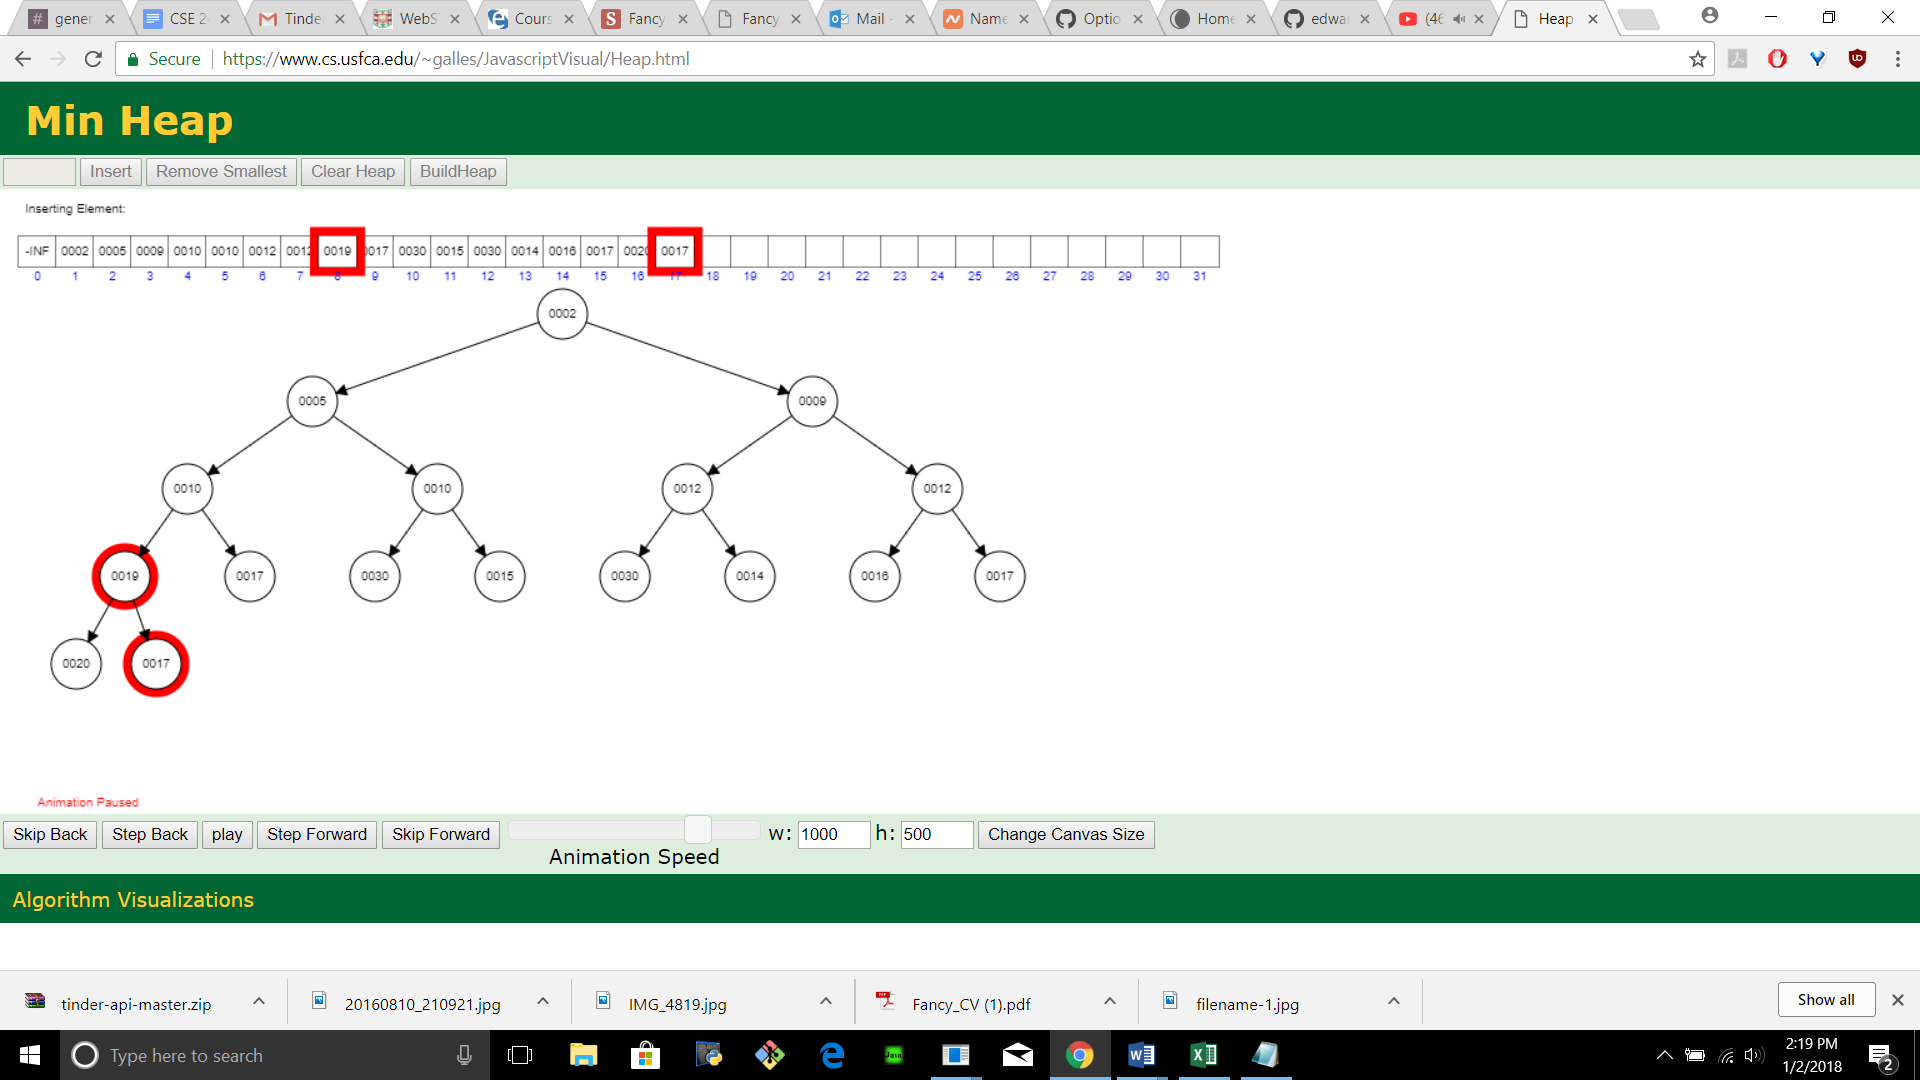 gener CSE 2 Tinde WebS Cours Fancy Fancy Mail - Name Optio Home edwa (46 Heap
Secure https://www.cs.usfca.edu/~galles/JavascriptVisual/Heap.html
Min Heap
Insert Remove Smallest Clear Heap BuildHeap
Inserting Element:
-INF 0002 0005 0009 0010 0010 0012 0012 0019 0017 0030 0015 0030 0014 0016 0017 0020 0017
0 1 2 3 4 5 6 7 8 9 10 11 12 13 14 15 16 17 18 19 20 21 22 23 24 25 26 27 28 29 30 31
0002
0005 0009
0010 0010 0012 0012
0019 0017 0030 0015 0030 0014 0016 0017
0020 0017
Animation Paused
Skip Back Step Back play Step Forward Skip Forward w: 1000 h: 500 Change Canvas Size
Animation Speed
Algorithm Visualizations
tinder-api-master.zip 20160810_210921.jpg IMG_4819.jpg Fancy_CV (1).pdf filename-1.jpg Show all
Type here to search
2:19 PM
1/2/2018
2